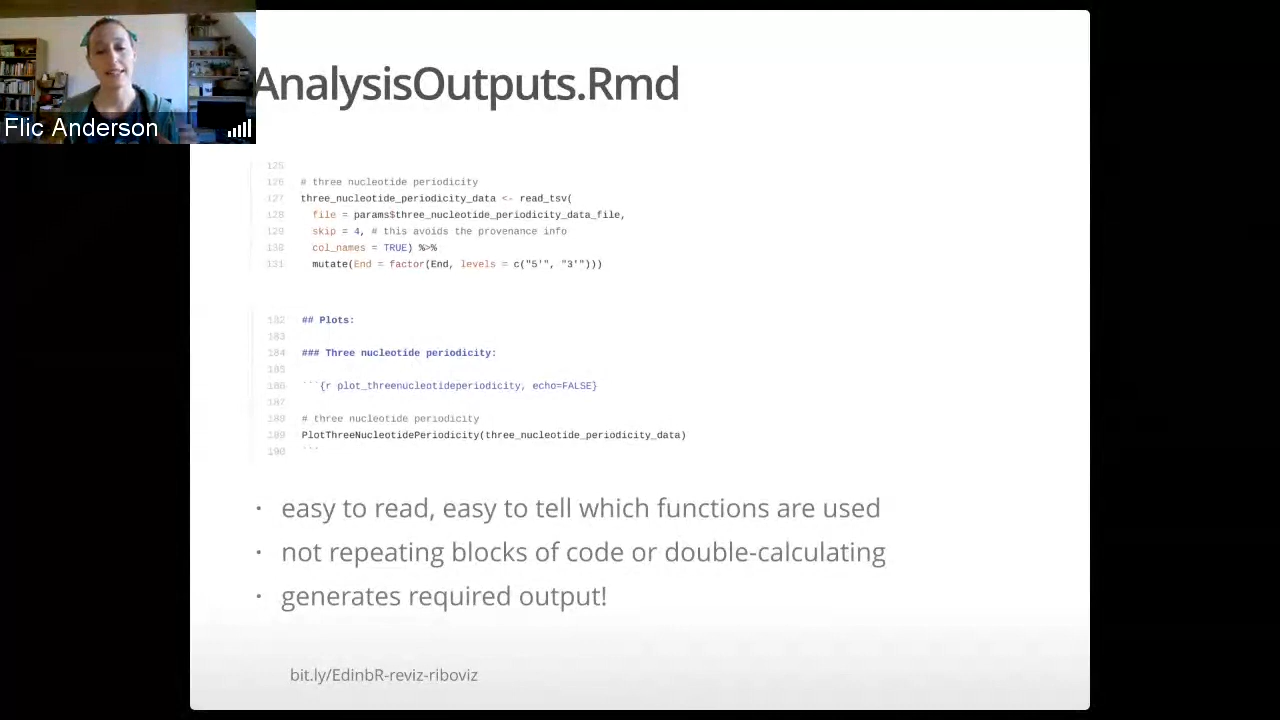 AnalysisOutputs.Rmd
Flic Anderson
125
126 # three nucleotide periodicity
127 three_nucleotide_periodicity_data <- read_tsv(
128 file = params$three_nucleotide_periodicity_data_file,
129 skip = 4, # this avoids the provenance info
130 col_names = TRUE) %>%
131 mutate(End = factor(End, levels = c("5'", "3'")))
182 ## Plots:
183
184 ### Three nucleotide periodicity:
185
186 ```{r plot_threenucleotideperiodicity, echo=FALSE}
187
188 # three nucleotide periodicity
189 PlotThreeNucleotidePeriodicity(three_nucleotide_periodicity_data)
190 ```
· easy to read, easy to tell which functions are used
· not repeating blocks of code or double-calculating
· generates required output!
bit.ly/EdinbR-reviz-riboviz